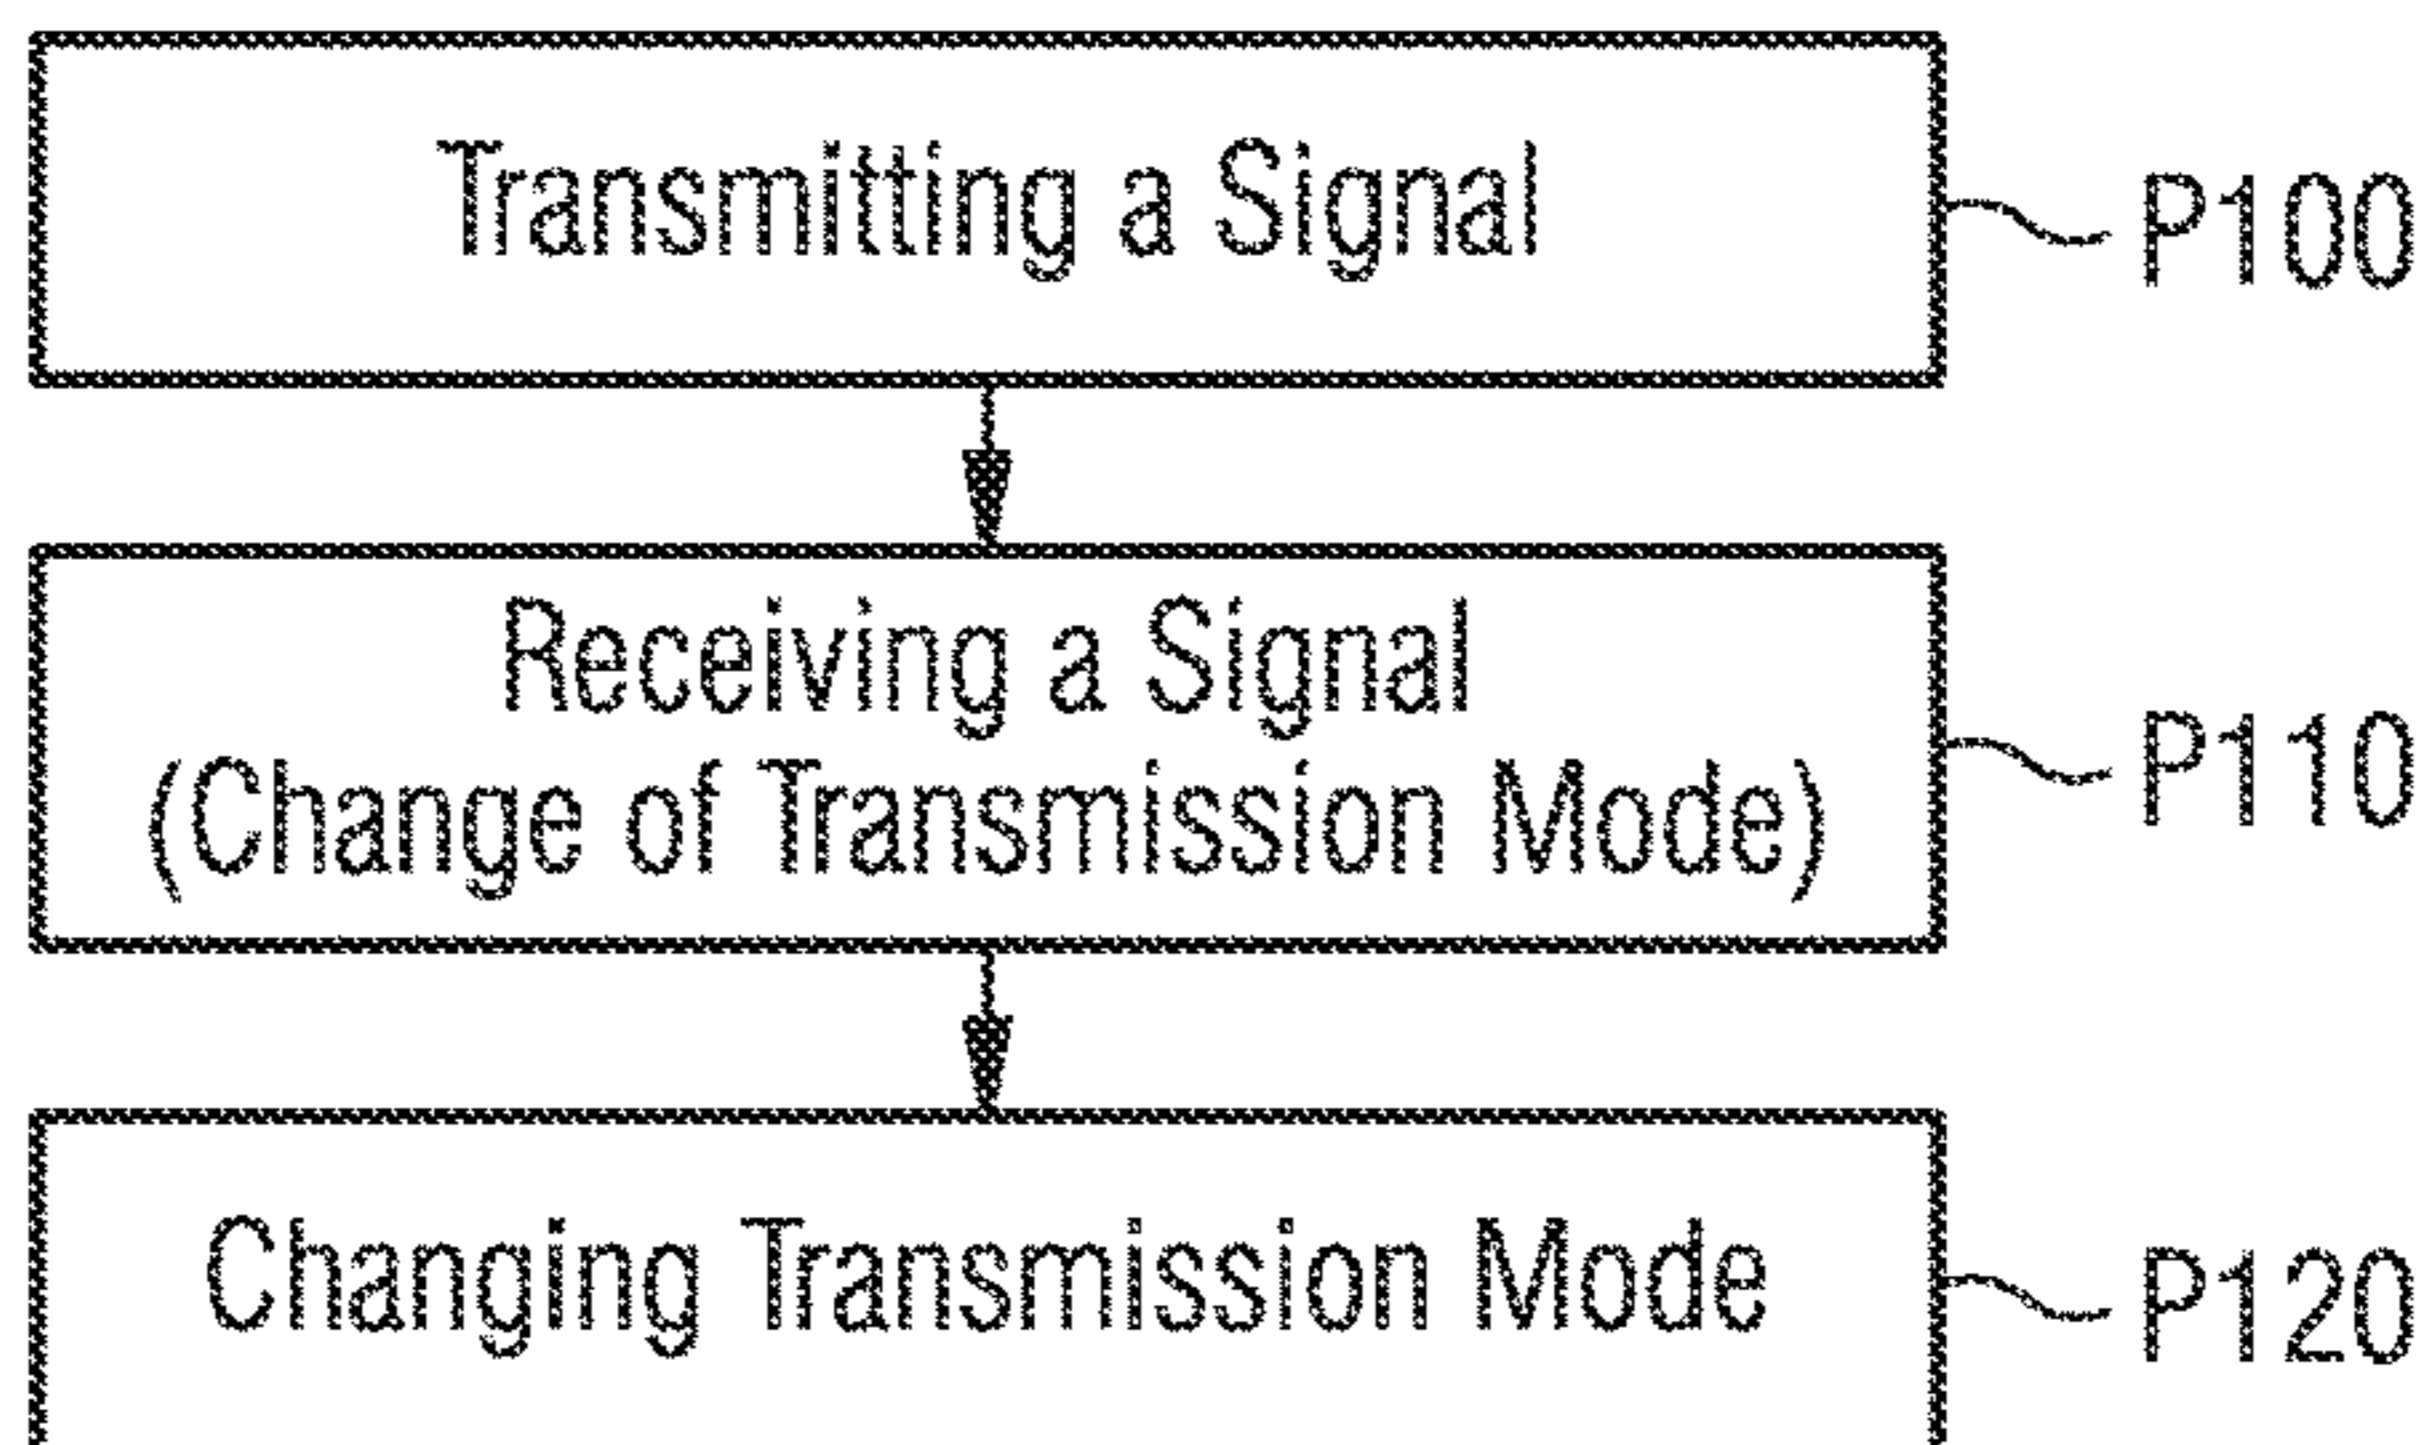 Transmitting a Signal
P100
Receiving a Signal
(Change of Transmission Mode)
P110
Changing Transmission Mode
P120